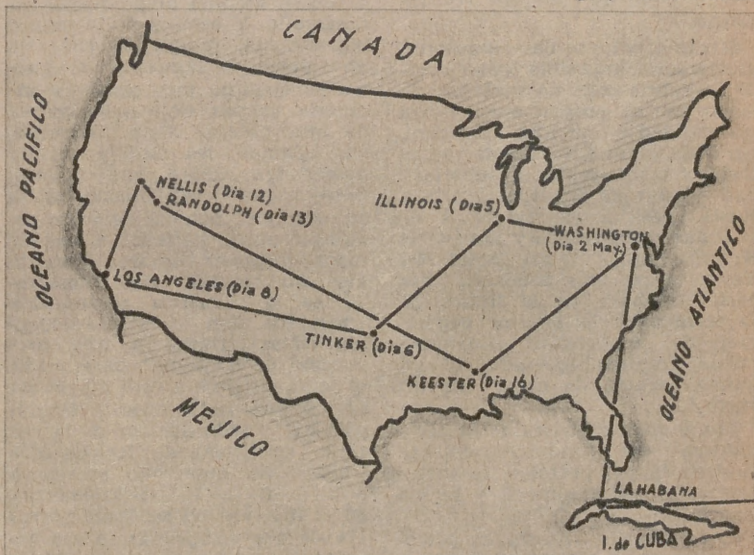 CANADA
OCEANO PACIFICO
NELLIS (Dia 12)
RANDOLPH (Dia 13)
ILLINOIS (Dia 5)
WASHINGTON
(Dia 2 May.)
LOS ANGELES (Dia 8)
TINKER (Dia 6)
KEESTER (Dia 16)
OCEANO ATLANTICO
MEJICO
LA HABANA
I. de CUBA